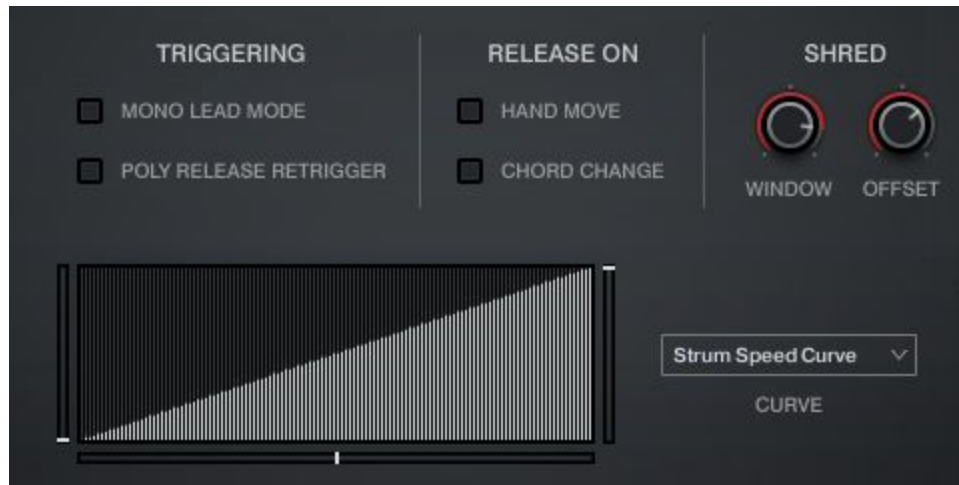 TRIGGERING
MONO LEAD MODE
POLY RELEASE RETRIGGER
RELEASE ON
HAND MOVE
CHORD CHANGE
SHRED
WINDOW
OFFSET
Strum Speed Curve
CURVE